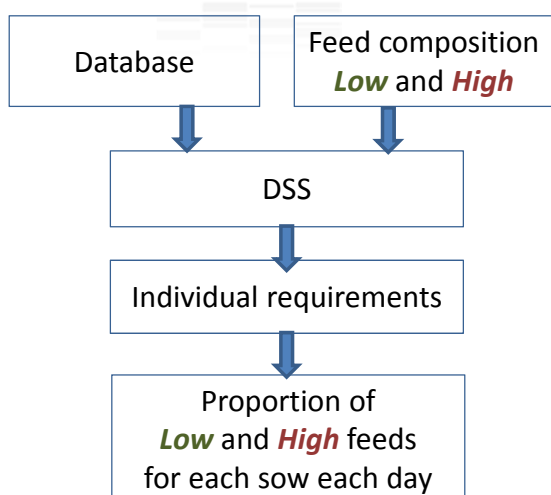 Database
Feed composition
Low and High
DSS
Individual requirements
Proportion of
Low and High feeds
for each sow each day